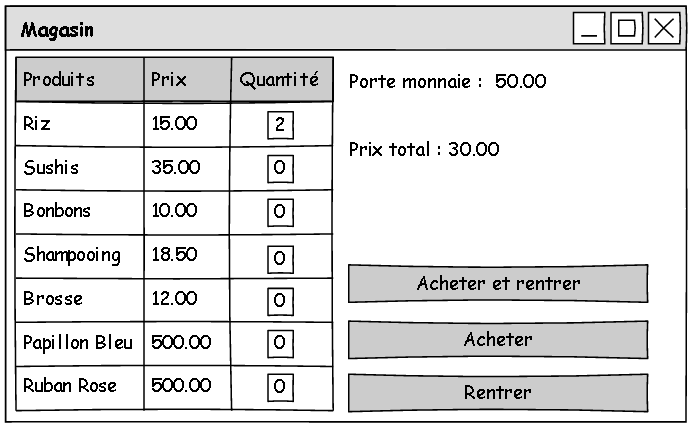 Magasin
Produits Prix Quantité
Riz 15.00 2
Sushis 35.00 0
Bonbons 10.00 0
Shampooing 18.50 0
Brosse 12.00 0
Papillon Bleu 500.00 0
Ruban Rose 500.00 0
Porte monnaie : 50.00
Prix total : 30.00
Acheter et rentrer
Acheter
Rentrer